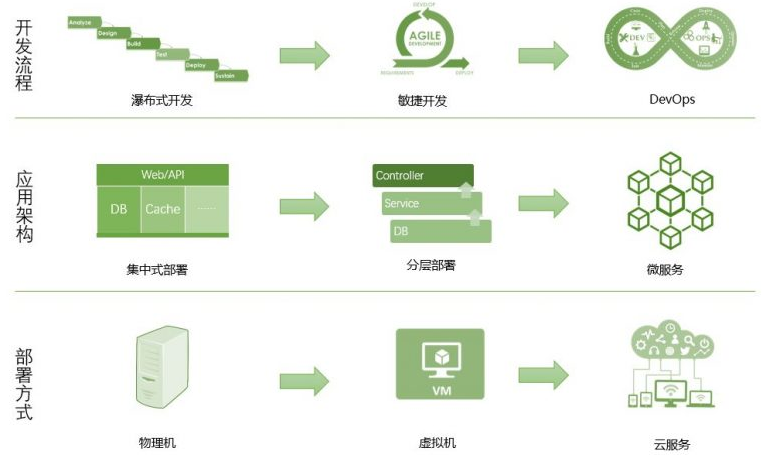 开发流程
Analyze
Design
Build
Test
Deploy
Sustain
瀑布式开发
DEVELOP
AGILE
DEVELOPMENT
REQUIREMENTS
DEPLOY
敏捷开发
DEV
OPS
DevOps
应用架构
Web/API
DB
Cache
......
集中式部署
Controller
Service
DB
分层部署
微服务
部署方式
物理机
VM
虚拟机
云服务